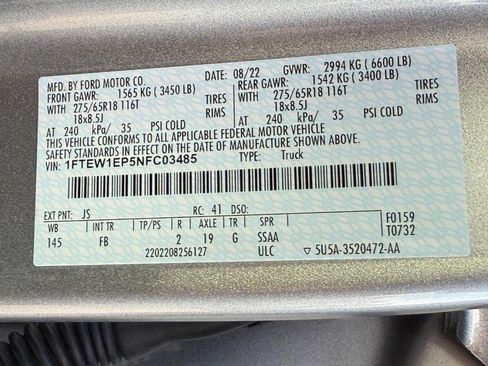 MFD. BY FORD MOTOR CO. DATE: 08/22 GVWR: 2994 KG (6600 LB)
FRONT GAWR: 1565 KG (3450 LB) REAR GAWR: 1542 KG (3400 LB)
WITH 275/65R18 116T TIRES WITH 275/65R18 116T TIRES
18x8.5J RIMS 18x8.5J RIMS
AT 240 kPa/ 35 PSI COLD AT 240 kPa/ 35 PSI COLD
THIS VEHICLE CONFORMS TO ALL APPLICABLE FEDERAL MOTOR VEHICLE
SAFETY STANDARDS IN EFFECT ON THE DATE OF MANUFACTURE SHOWN ABOVE.
VIN: 1FTEW1EP5NFC03485 TYPE: Truck
EXT PNT: JS RC: 41 DSO: F0159
WB INT TR TP/PS R AXLE TR SPR T0732
145 FB 2 19 G SSAA
2202208256127 ULC ▽ 5U5A-3520472-AA